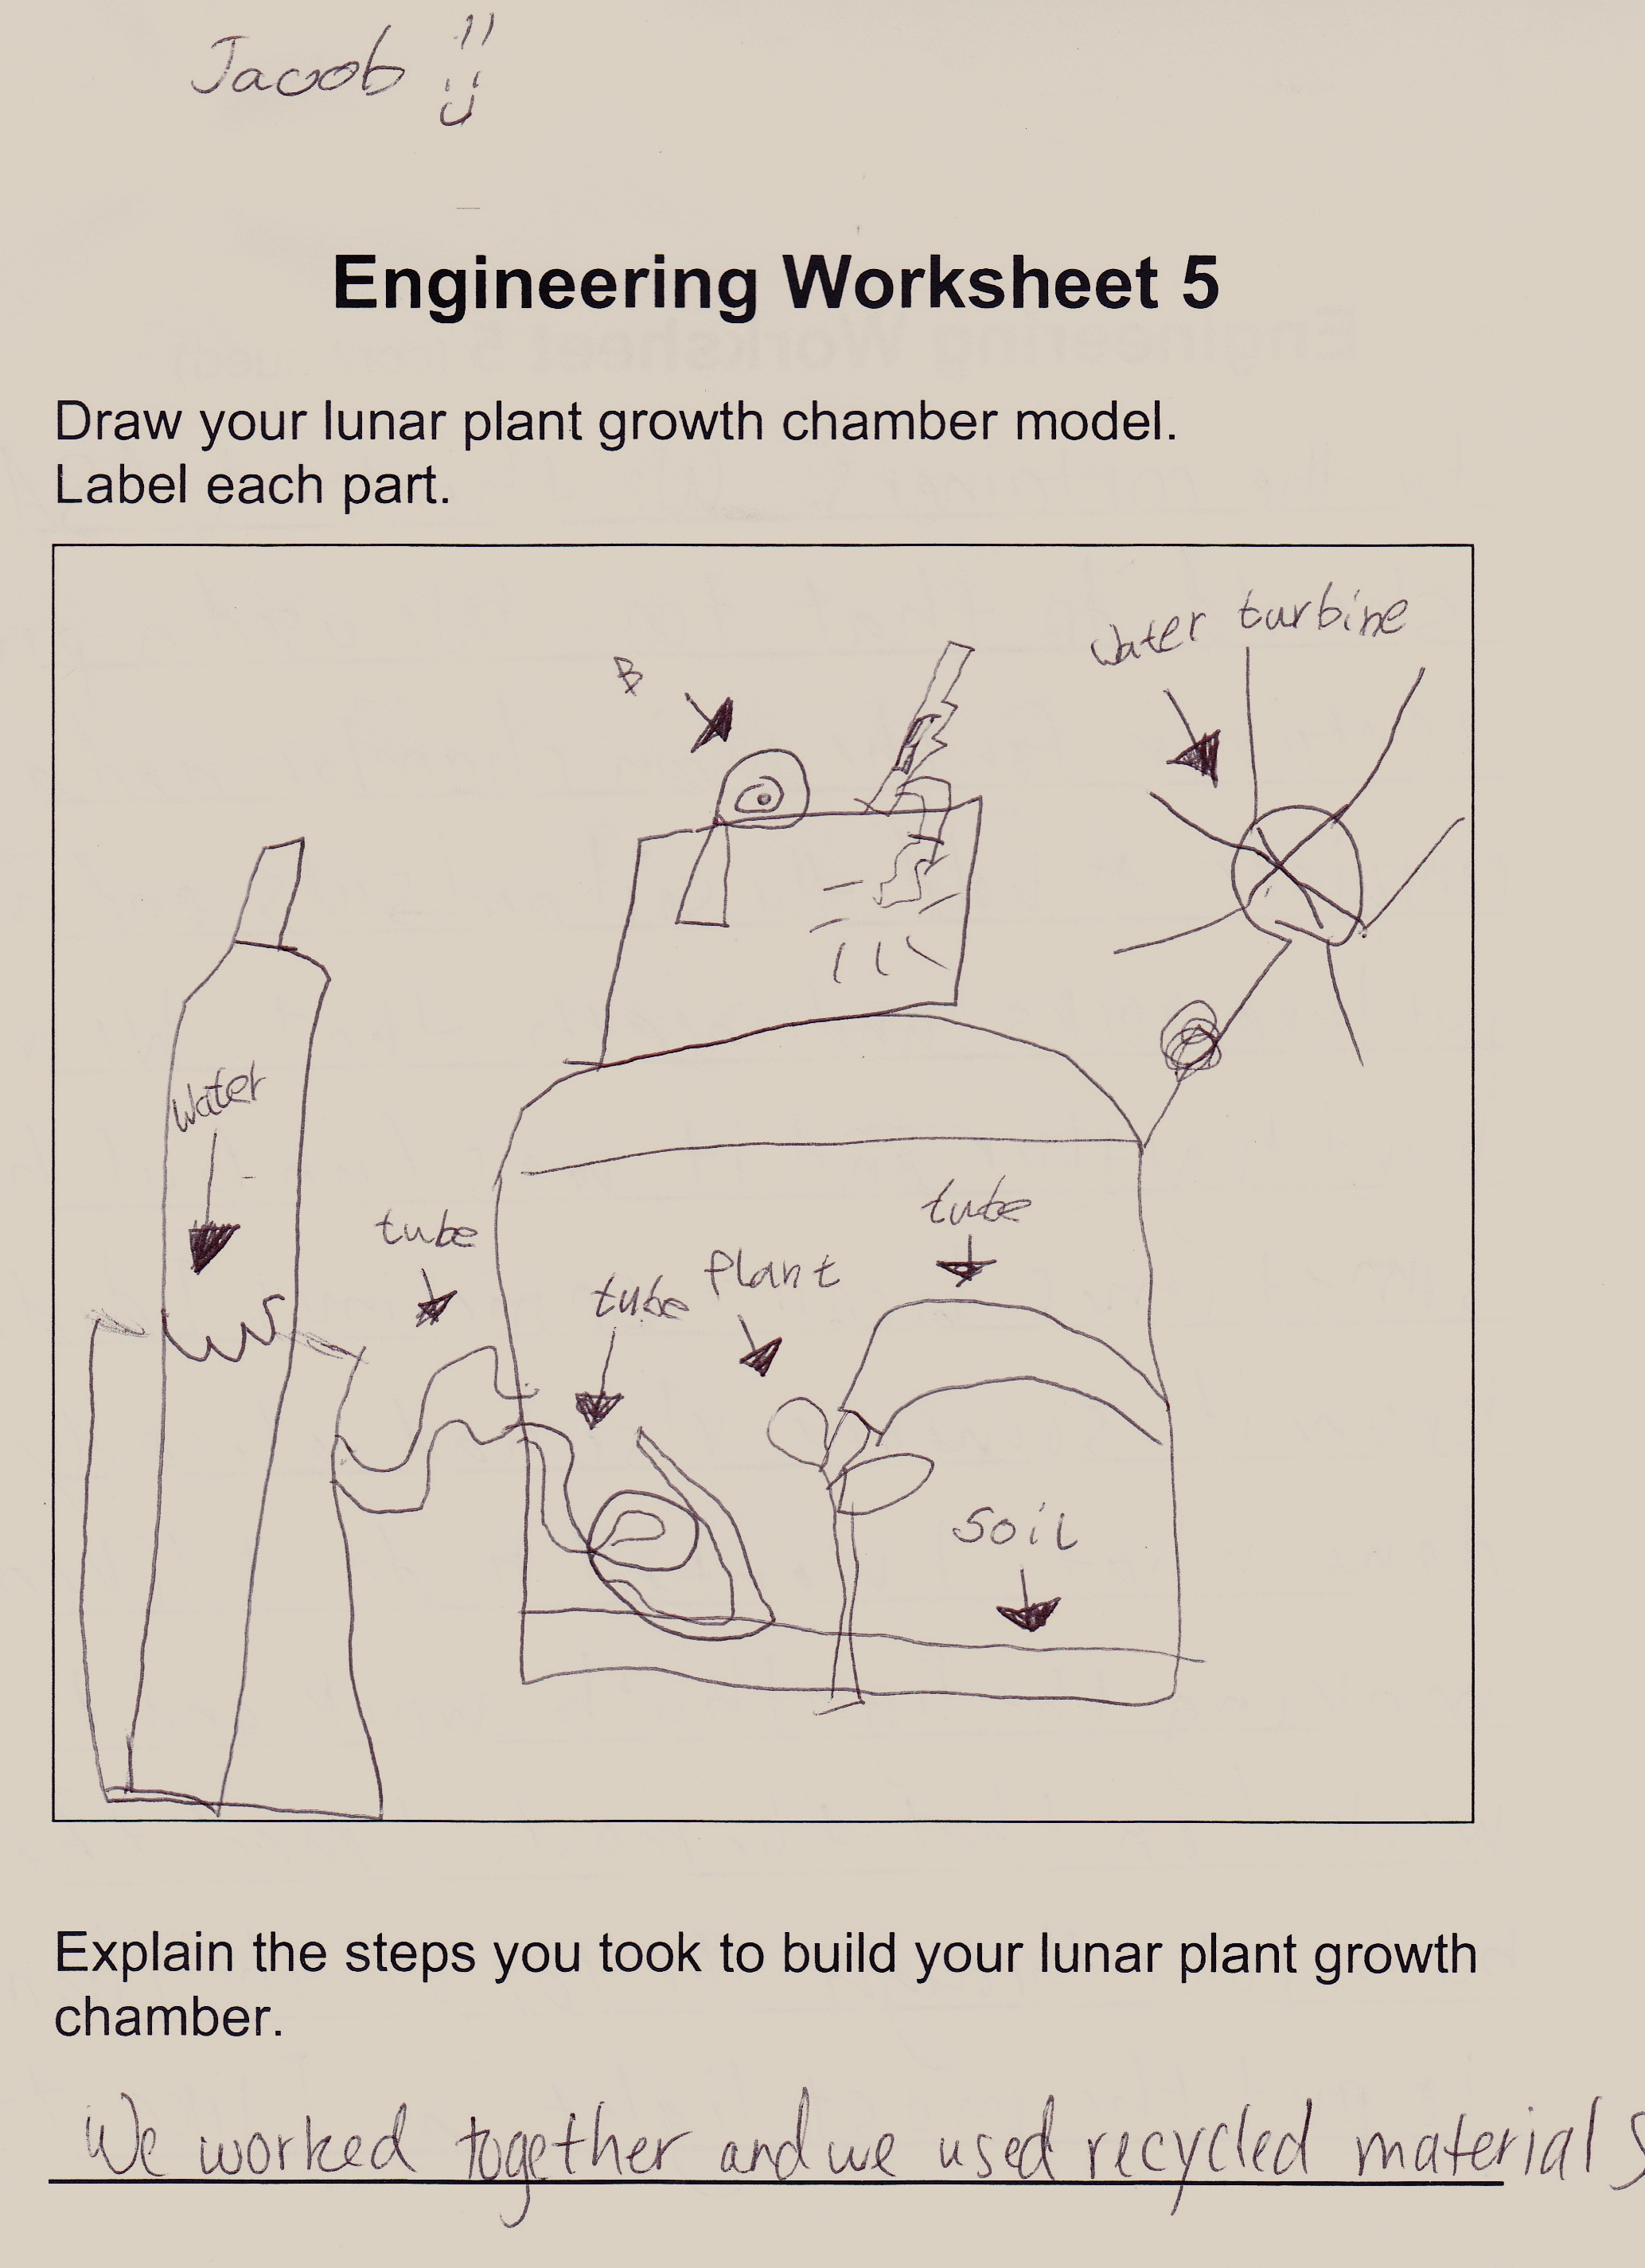 Jacob
Engineering Worksheet 5
Draw your lunar plant growth chamber model.
Label each part.
water turbine
B
water
tube
tube
plant
tube
soil
Explain the steps you took to build your lunar plant growth
chamber.
We worked together and we used recycled materials